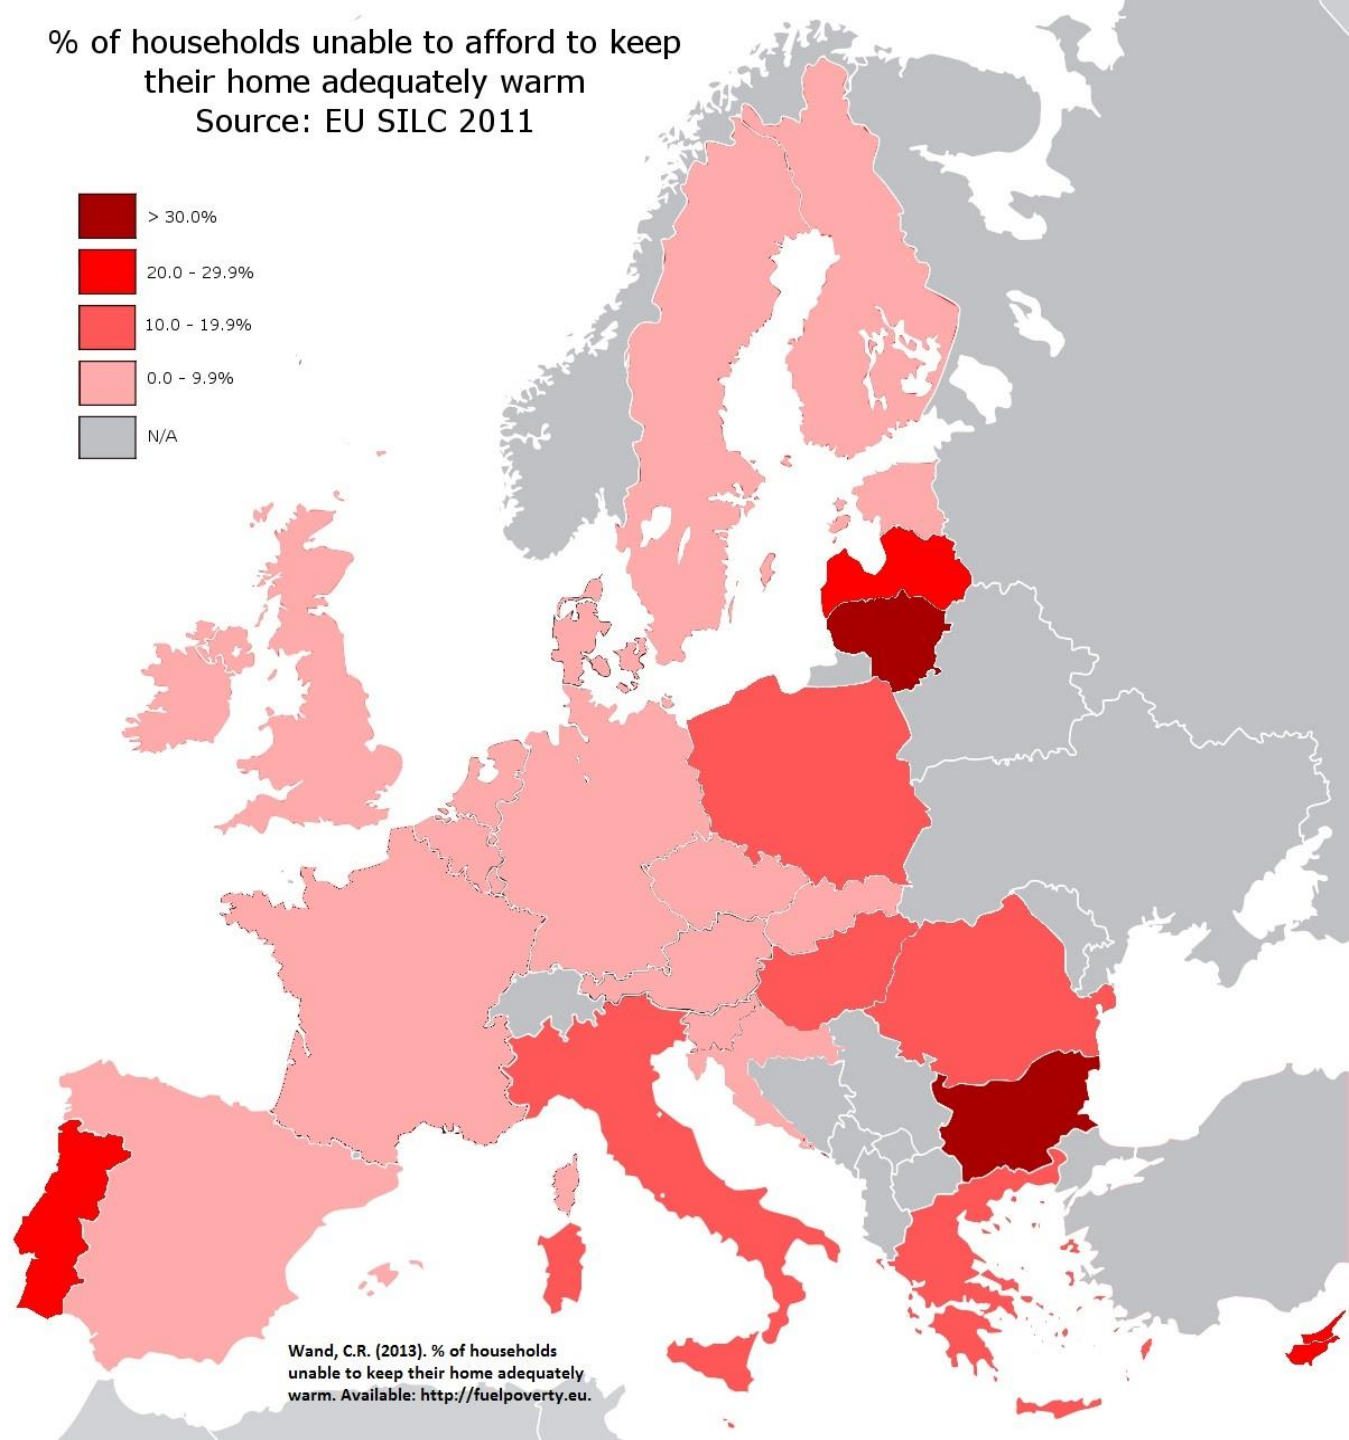 % of households unable to afford to keep
their home adequately warm
Source: EU SILC 2011
> 30.0%
20.0 - 29.9%
10.0 - 19.9%
0.0 - 9.9%
N/A
Wand, C.R. (2013). % of households
unable to keep their home adequately
warm. Available: http://fuelpoverty.eu.